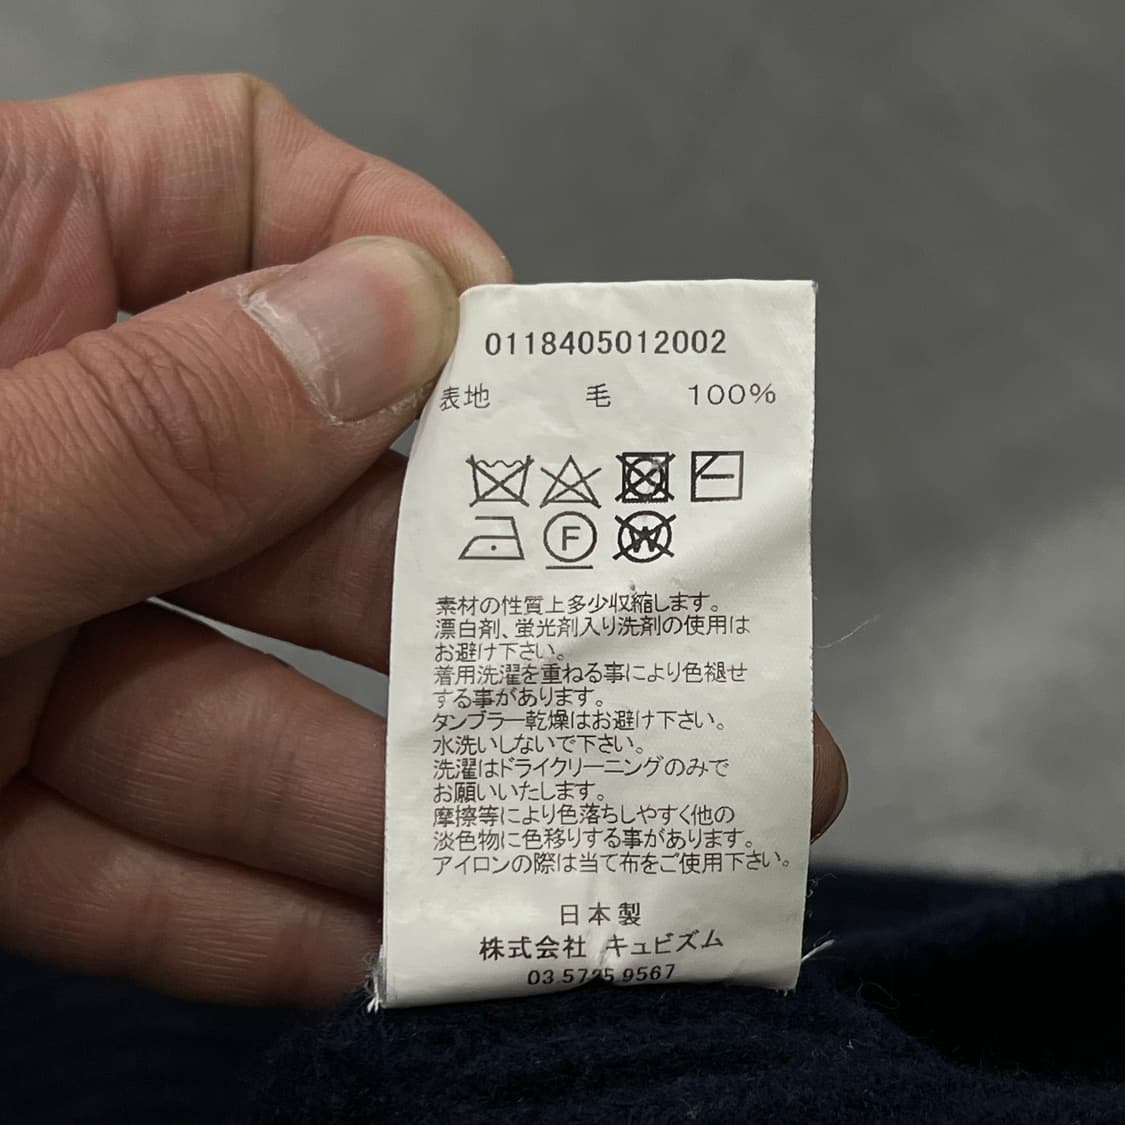 0118405012002
表地 毛 100%
F
W
素材の性質上多少収縮します。
漂白剤、蛍光剤入り洗剤の使用は
お避け下さい。
着用洗濯を重ねる事により色褪せ
する事があります。
タンブラー乾燥はお避け下さい。
水洗いしないで下さい。
洗濯はドライクリーニングのみで
お願いいたします。
摩擦等により色落ちしやすく他の
淡色物に色移りする事があります。
アイロンの際は当て布をご使用下さい。
日本製
株式会社 キュビズム
03.5725.9567